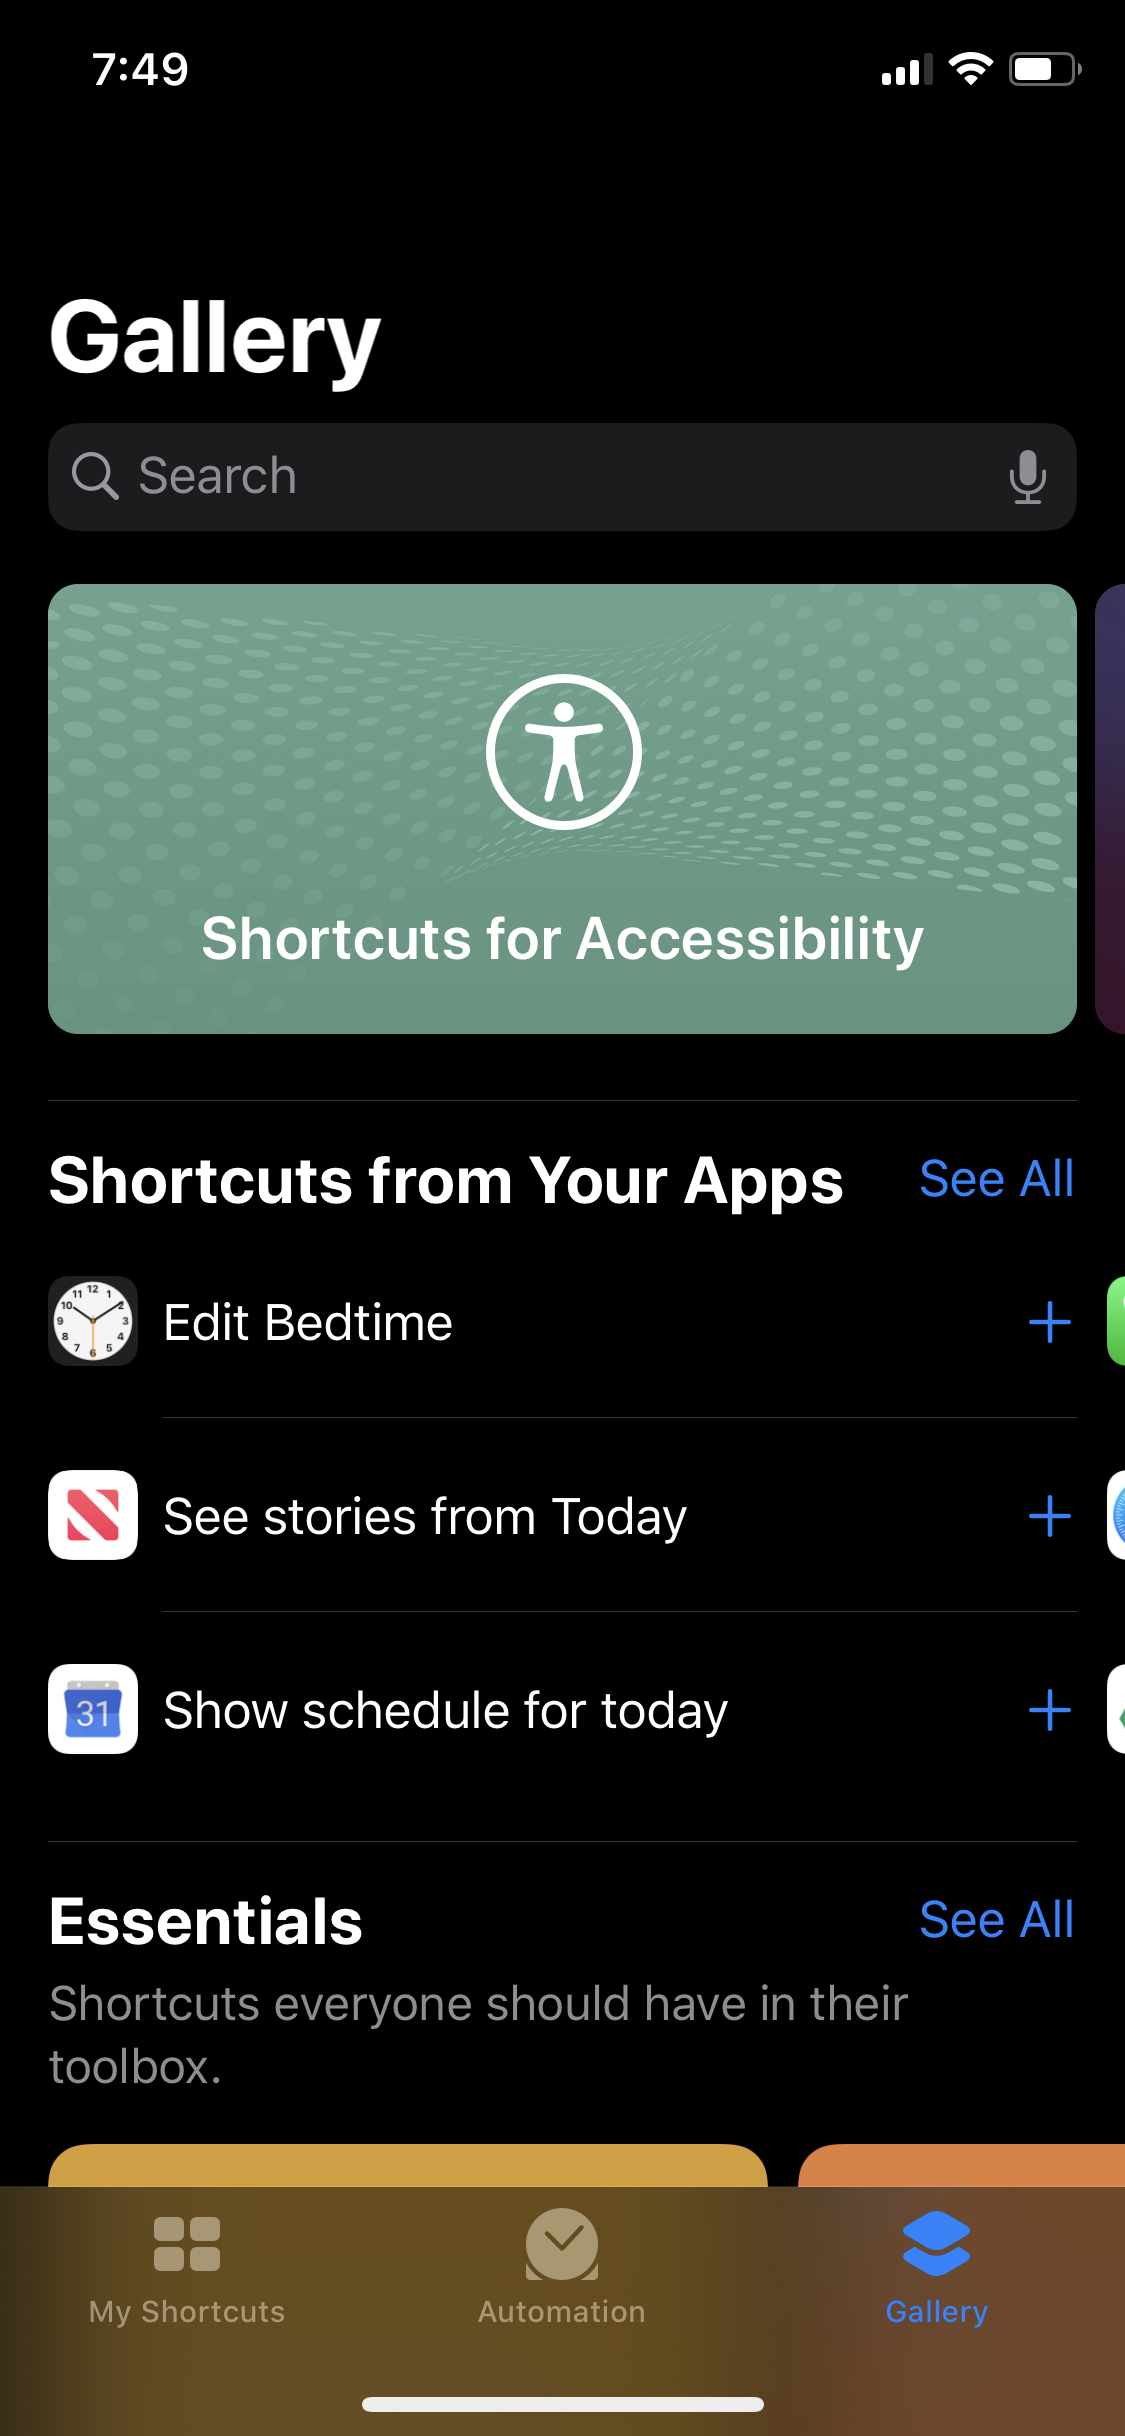 7:49
Gallery
Search
Shortcuts for Accessibility
Shortcuts from Your Apps See All
Edit Bedtime
See stories from Today
31 Show schedule for today
Essentials See All
Shortcuts everyone should have in their
toolbox.
My Shortcuts Automation Gallery